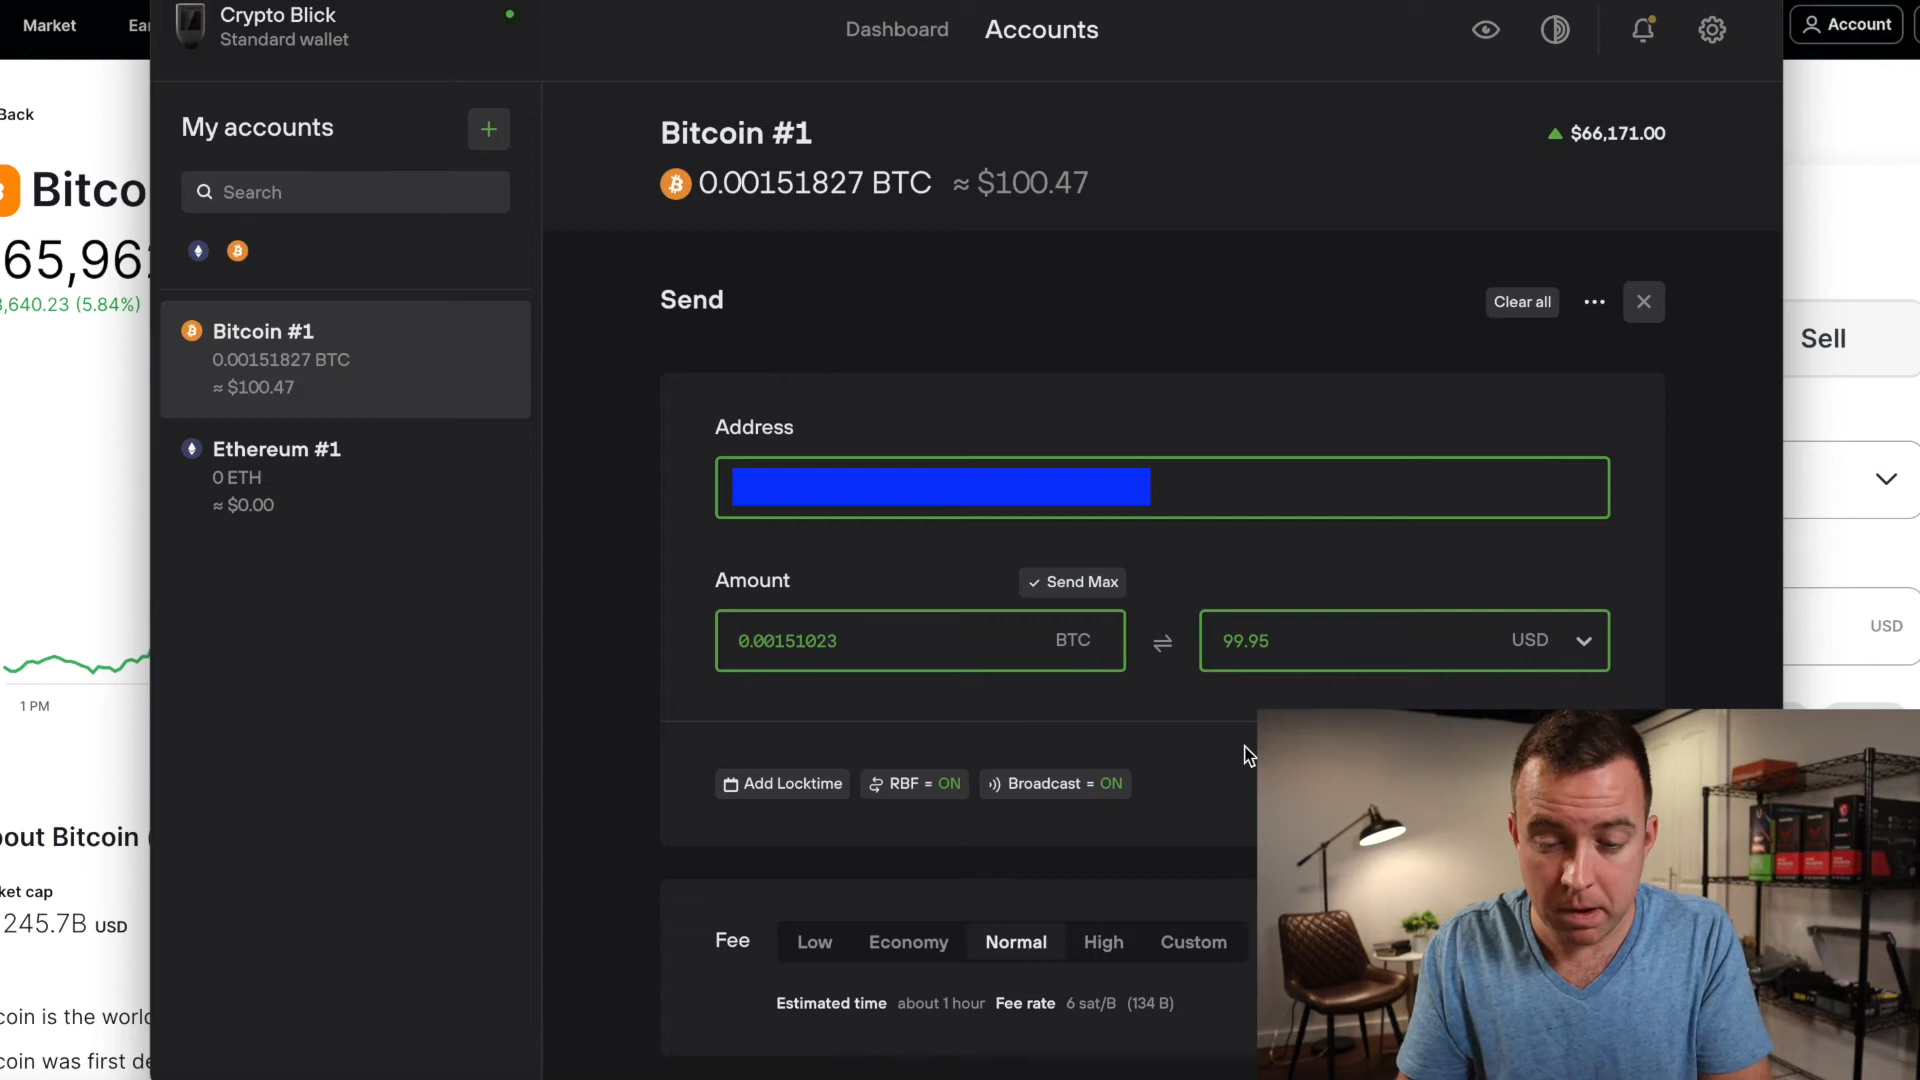 Market
Crypto Blick
Standard wallet
Dashboard
Accounts
Account
Back
My accounts
Search
Bitcoin #1
0.00151827 BTC
≈ $100.47
Ethereum #1
0 ETH
≈ $0.00
Bitcoin #1
$66,171.00
0.00151827 BTC ≈ $100.47
Send
Clear all
Address
Amount
Send Max
0.00151023 BTC
99.95 USD
Add Locktime
RBF = ON
Broadcast = ON
Fee
Low
Economy
Normal
High
Custom
Estimated time about 1 hour Fee rate 6 sat/B (134 B)
Bitco
65,96
,640.23 (5.84%)
1 PM
out Bitcoin
ket cap
245.7B USD
coin is the world
coin was first de
Sell
USD